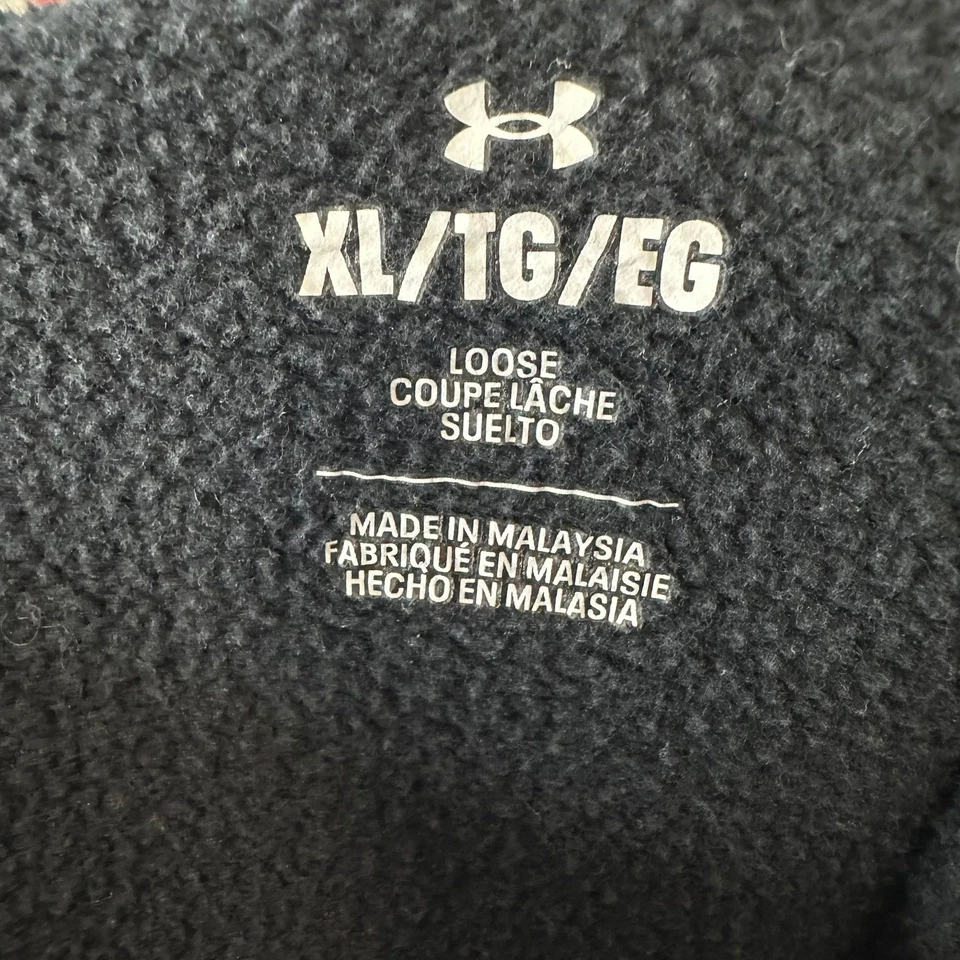 XL/TG/EG
LOOSE
COUPE LÂCHE
SUELTO
MADE IN MALAYSIA
FABRIQUÉ EN MALAISIE
HECHO EN MALASIA